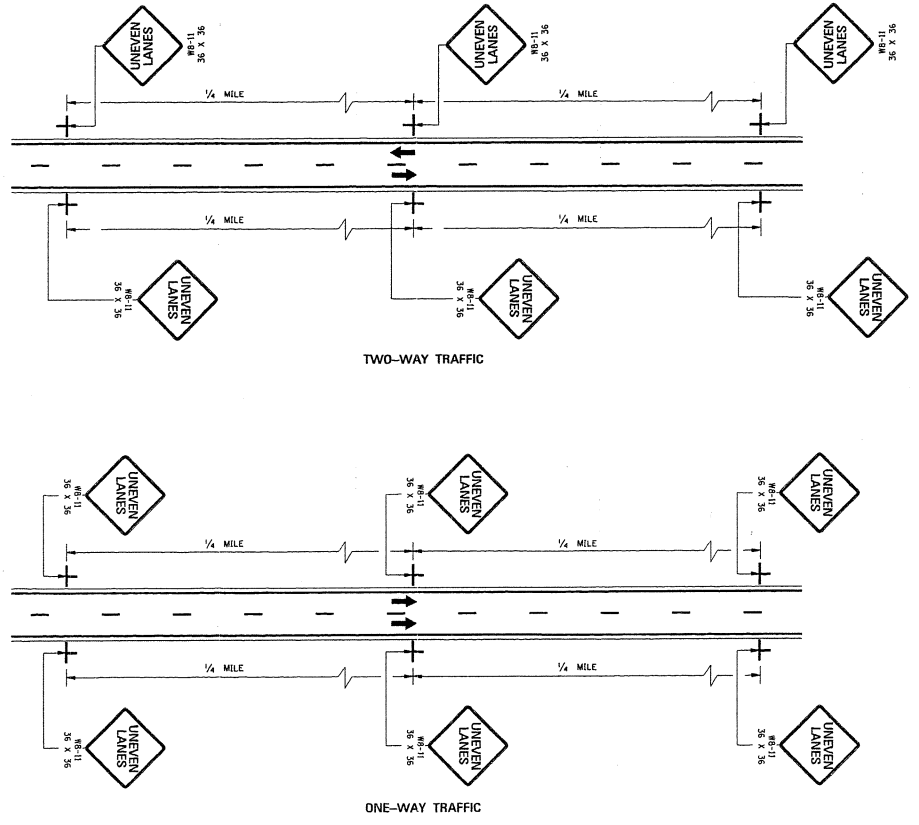 UNEVEN
LANES
W8-11
36 X 36
UNEVEN
LANES
W8-11
36 X 36
UNEVEN
LANES
W8-11
36 X 36
1/4 MILE
1/4 MILE
1/4 MILE
1/4 MILE
UNEVEN
LANES
W8-11
36 X 36
UNEVEN
LANES
W8-11
36 X 36
UNEVEN
LANES
W8-11
36 X 36
TWO-WAY TRAFFIC
UNEVEN
LANES
W8-11
36 X 36
UNEVEN
LANES
W8-11
36 X 36
UNEVEN
LANES
W8-11
36 X 36
1/4 MILE
1/4 MILE
1/4 MILE
1/4 MILE
UNEVEN
LANES
W8-11
36 X 36
UNEVEN
LANES
W8-11
36 X 36
UNEVEN
LANES
W8-11
36 X 36
ONE-WAY TRAFFIC